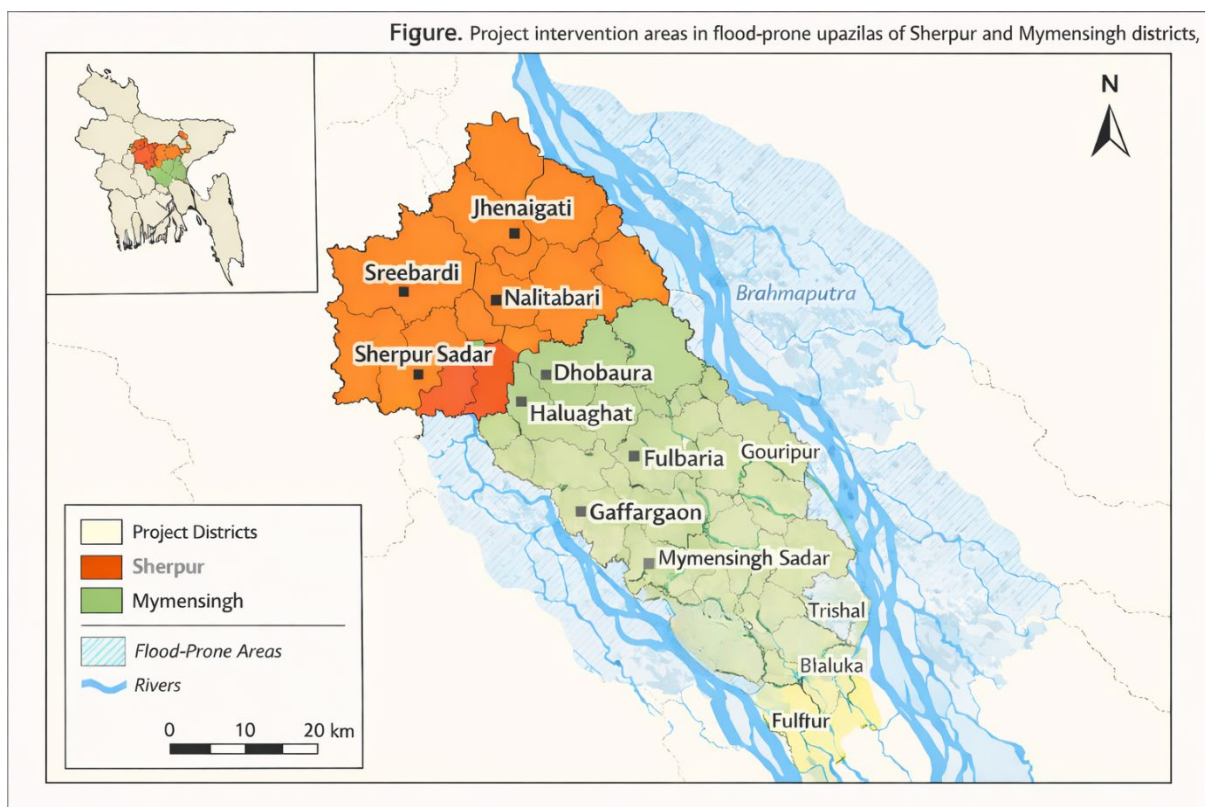 Figure. Project intervention areas in flood-prone upazilas of Sherpur and Mymensingh districts,
N
Jhenaigati
Sreebardi
Nalitabari
Brahmaputra
Sherpur Sadar
Dhobaura
Haluaghat
Fulbaria
Gouripur
Gaffargaon
Mymensingh Sadar
Trishal
Blaluka
Fulftur
Project Districts
Sherpur
Mymensingh
Flood-Prone Areas
Rivers
0 10 20 km